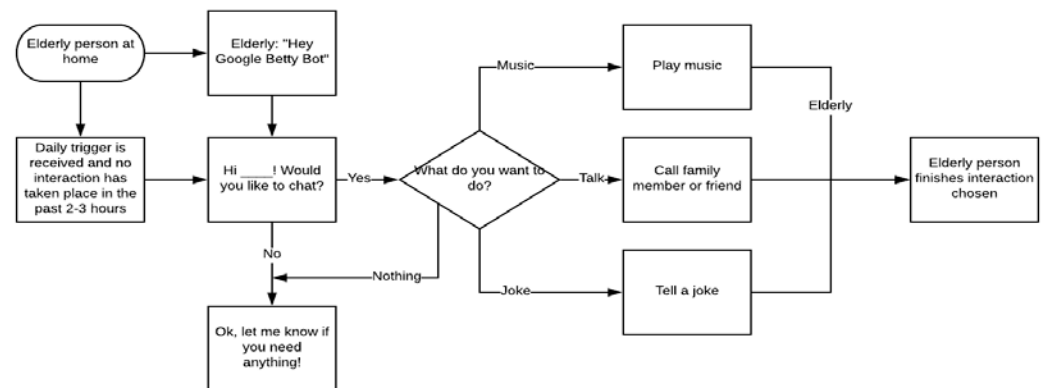 Elderly person at
home
Elderly: "Hey
Google Betty Bot"
Daily trigger is
received and no
interaction has
taken place in the
past 2-3 hours
Hi ____! Would
you like to chat?
Yes
No
Ok, let me know if
you need
anything!
What do you want to
do?
Nothing
Music
Talk
Joke
Play music
Call family
member or friend
Tell a joke
Elderly
Elderly person
finishes interaction
chosen